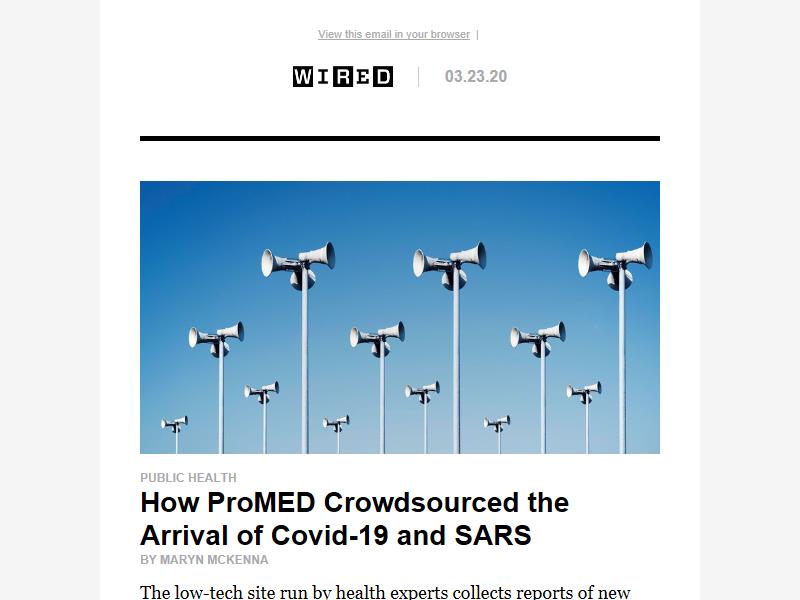 View this email in your browser |
WIRED | 03.23.20
PUBLIC HEALTH
How ProMED Crowdsourced the
Arrival of Covid-19 and SARS
BY MARYN MCKENNA
The low-tech site run by health experts collects reports of new